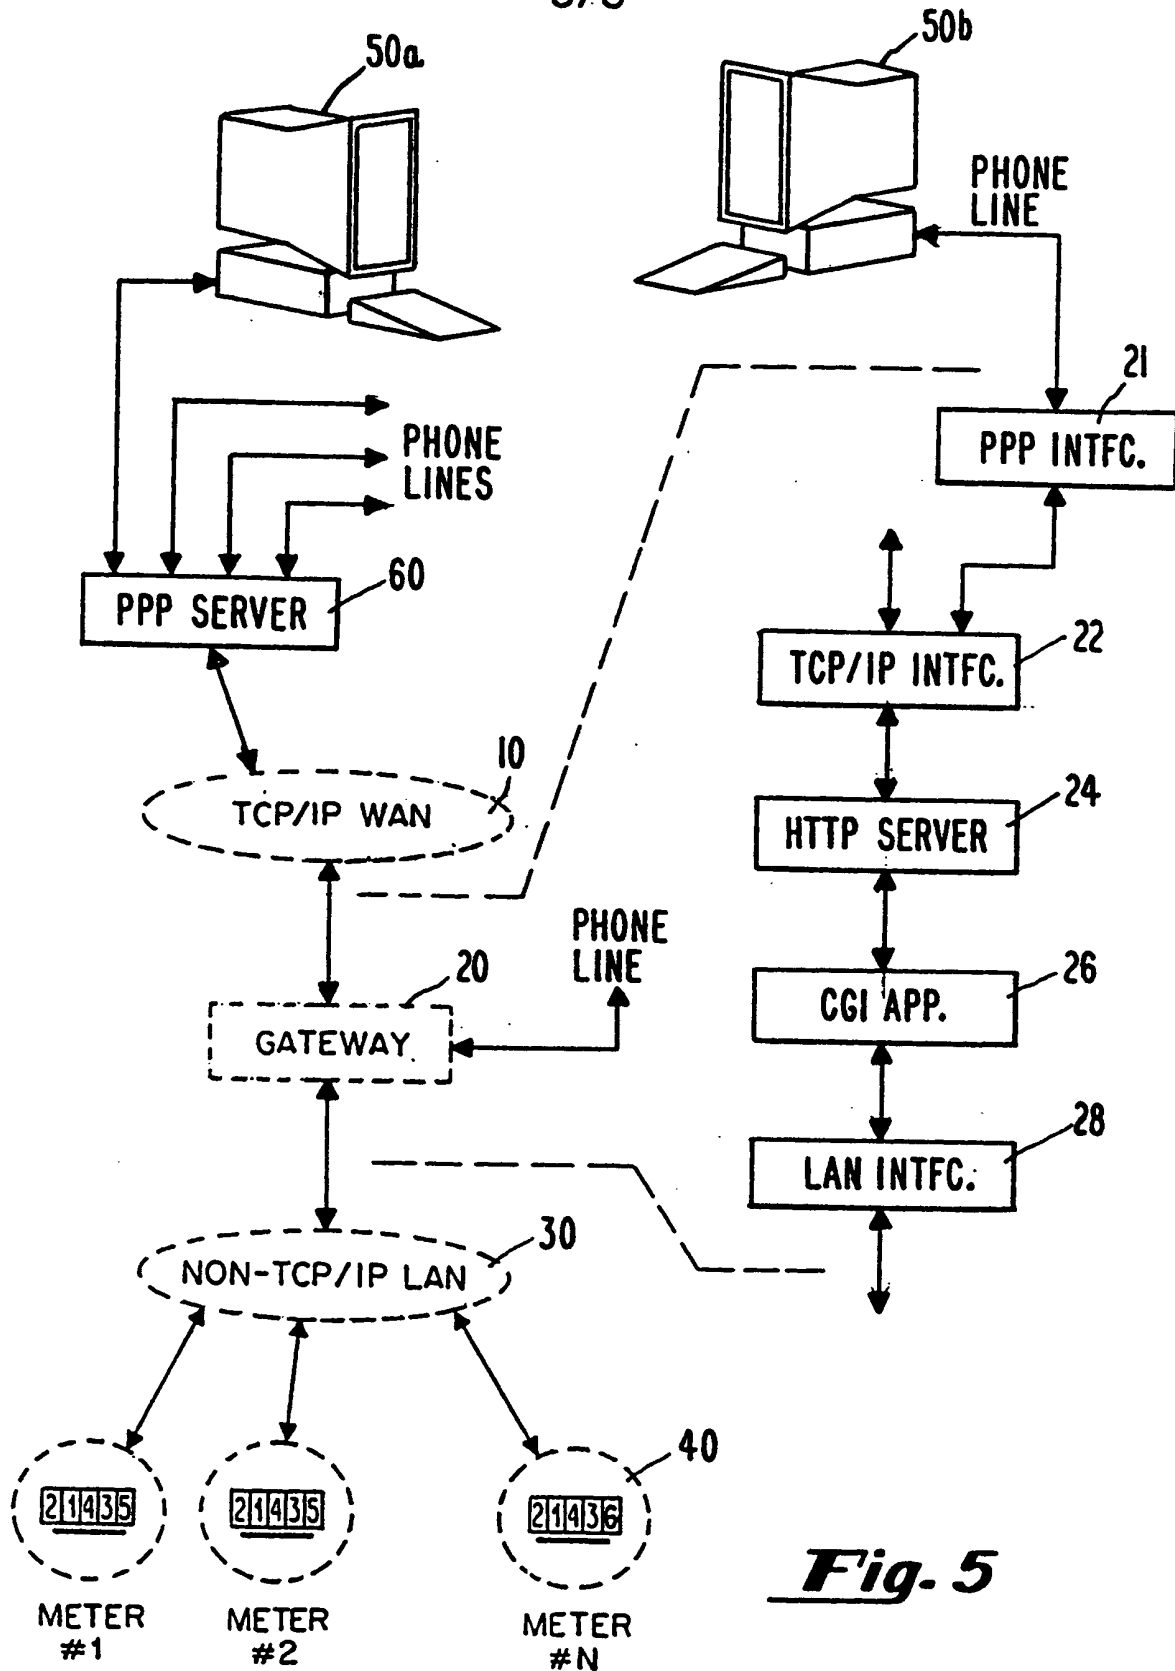 50a
50b
PHONE
LINE
21
PPP INTFC.
PHONE
LINES
60
PPP SERVER
22
TCP/IP INTFC.
10
TCP/IP WAN
24
HTTP SERVER
PHONE
LINE
20
GATEWAY
26
CGI APP.
28
LAN INTFC.
30
NON-TCP/IP LAN
40
21435
21435
21436
METER
#1
METER
#2
METER
#N
Fig. 5